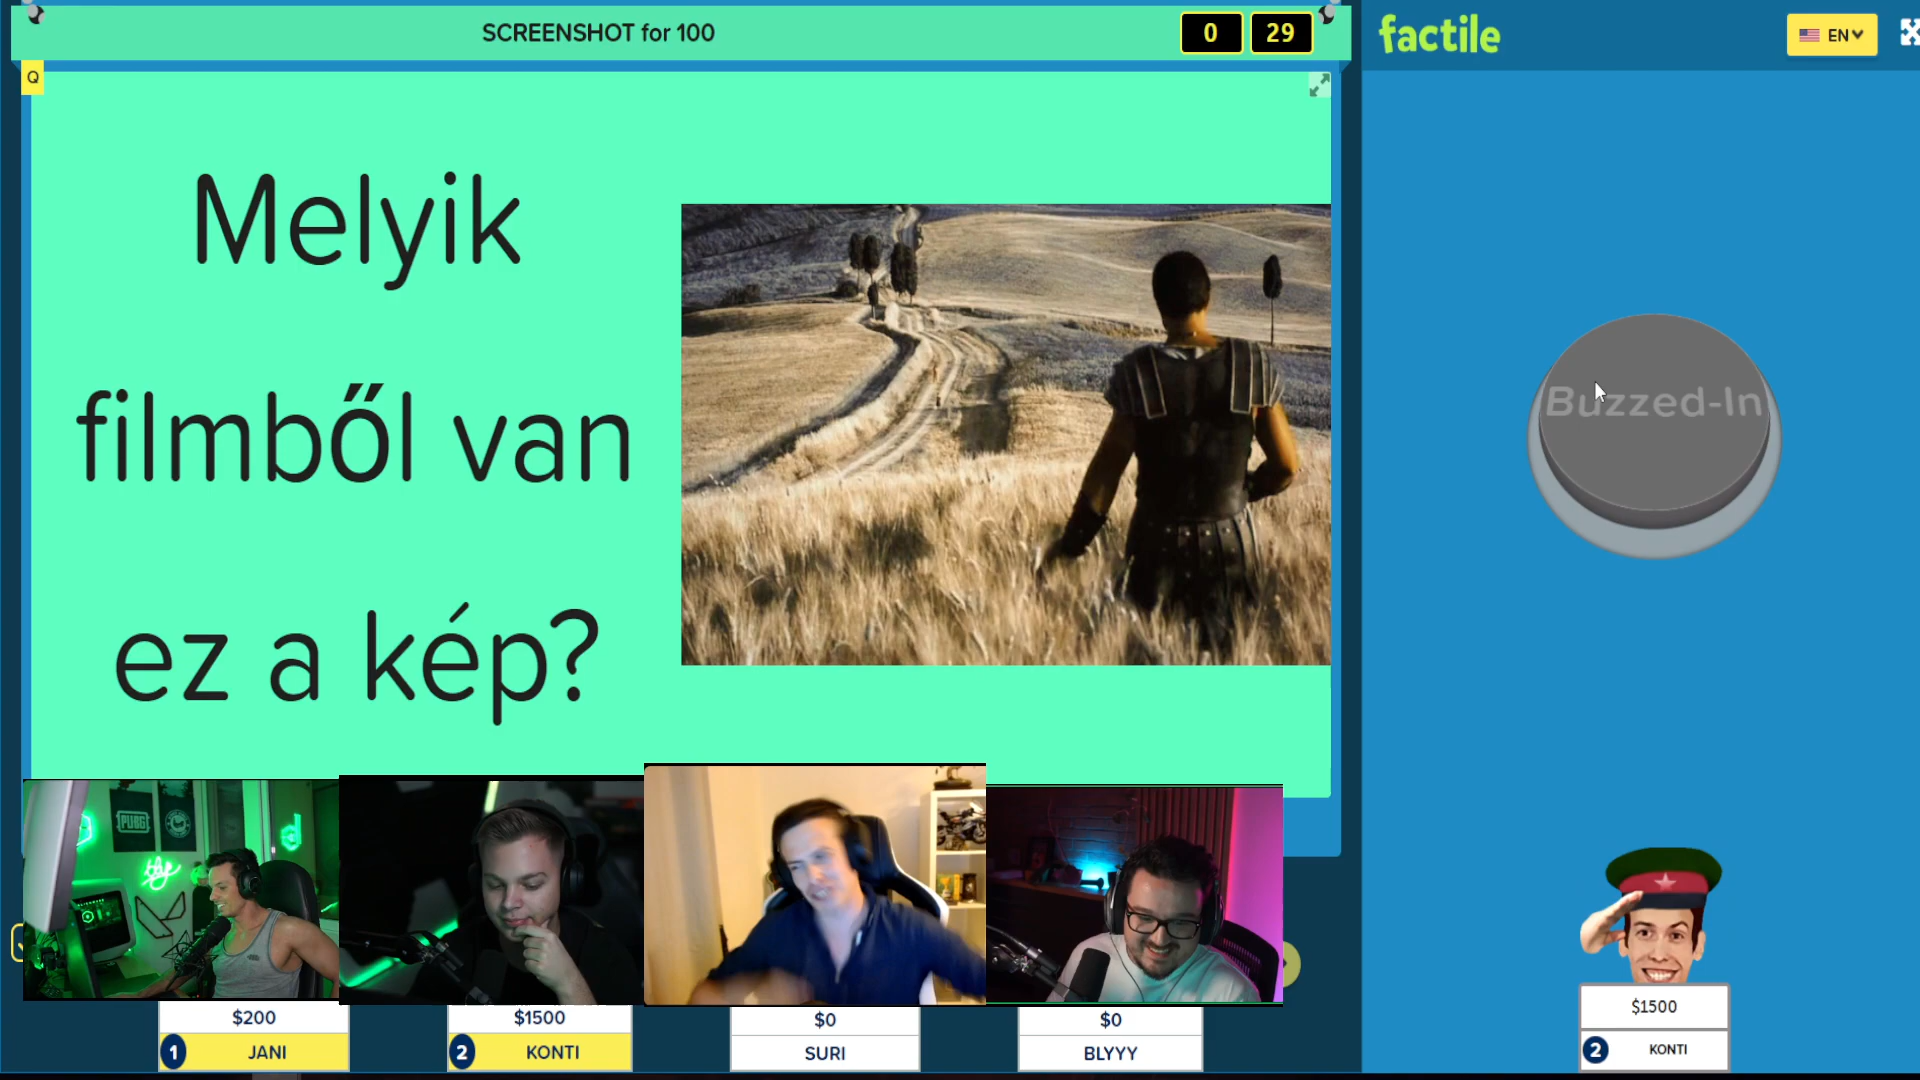 SCREENSHOT for 100
0
29
factile
EN
Q
Melyik
filmből van
ez a kép?
Buzzed-In
PUBG
$200
1 JANI
$1500
2 KONTI
$0
SURI
$0
BLYYY
$1500
2 KONTI